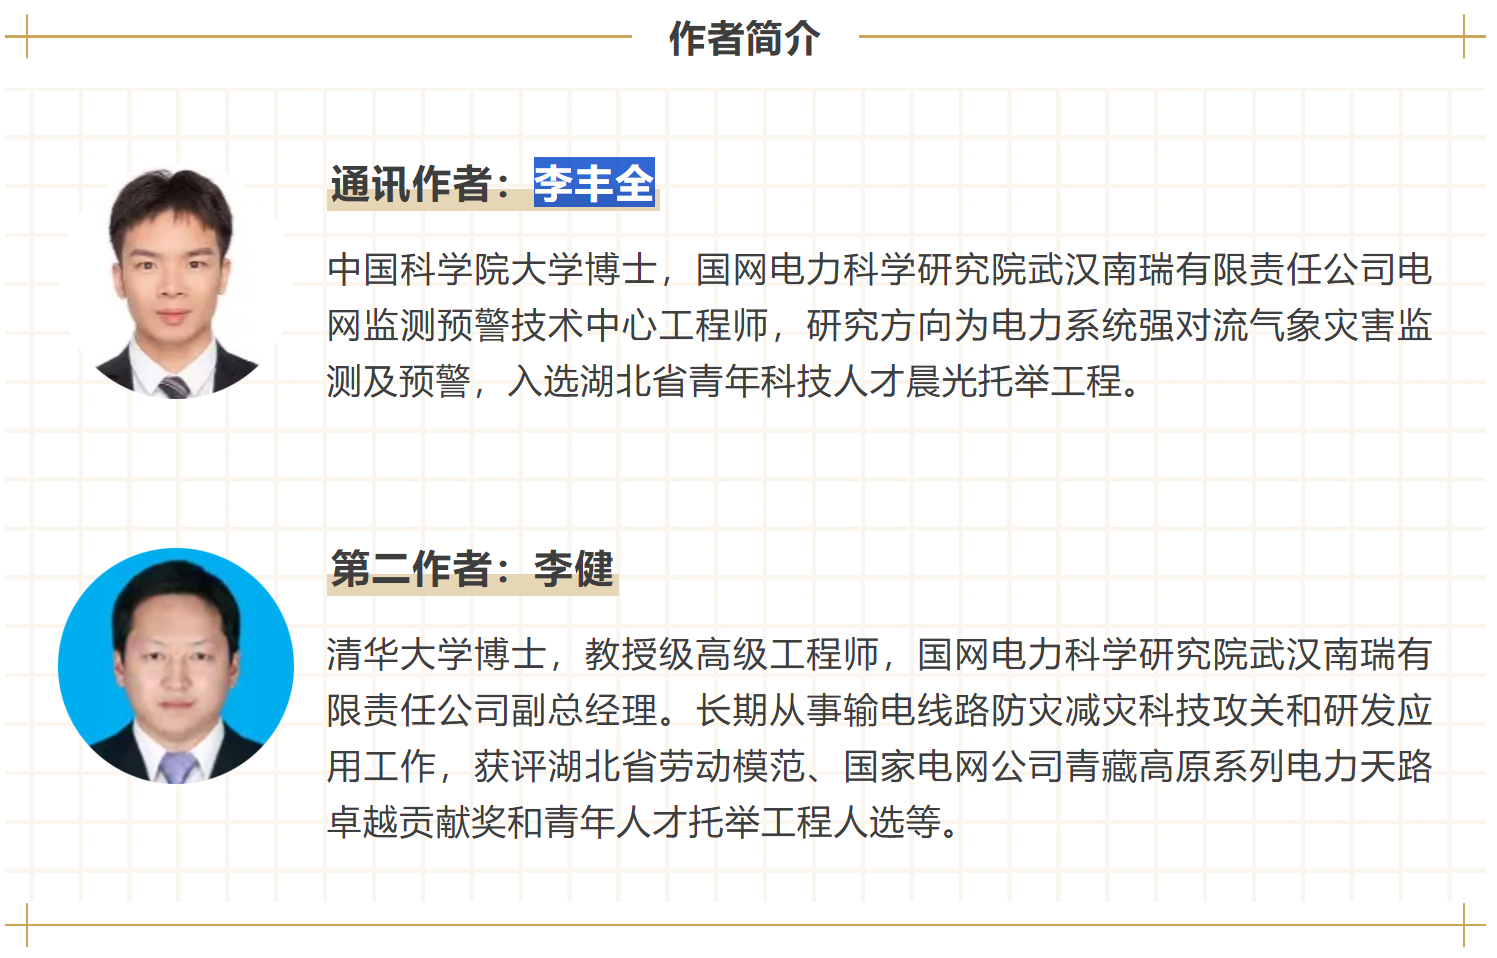 作者简介
通讯作者：李丰全
中国科学院大学博士，国网电力科学研究院武汉南瑞有限责任公司电
网监测预警技术中心工程师，研究方向为电力系统强对流气象灾害监
测及预警，入选湖北省青年科技人才晨光托举工程。
第二作者：李健
清华大学博士，教授级高级工程师，国网电力科学研究院武汉南瑞有
限责任公司副总经理。长期从事输电线路防灾减灾科技攻关和研发应
用工作，获评湖北省劳动模范、国家电网公司青藏高原系列电力天路
卓越贡献奖和青年人才托举工程人选等。